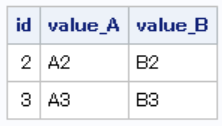 id value_A value_B
2 A2 B2
3 A3 B3